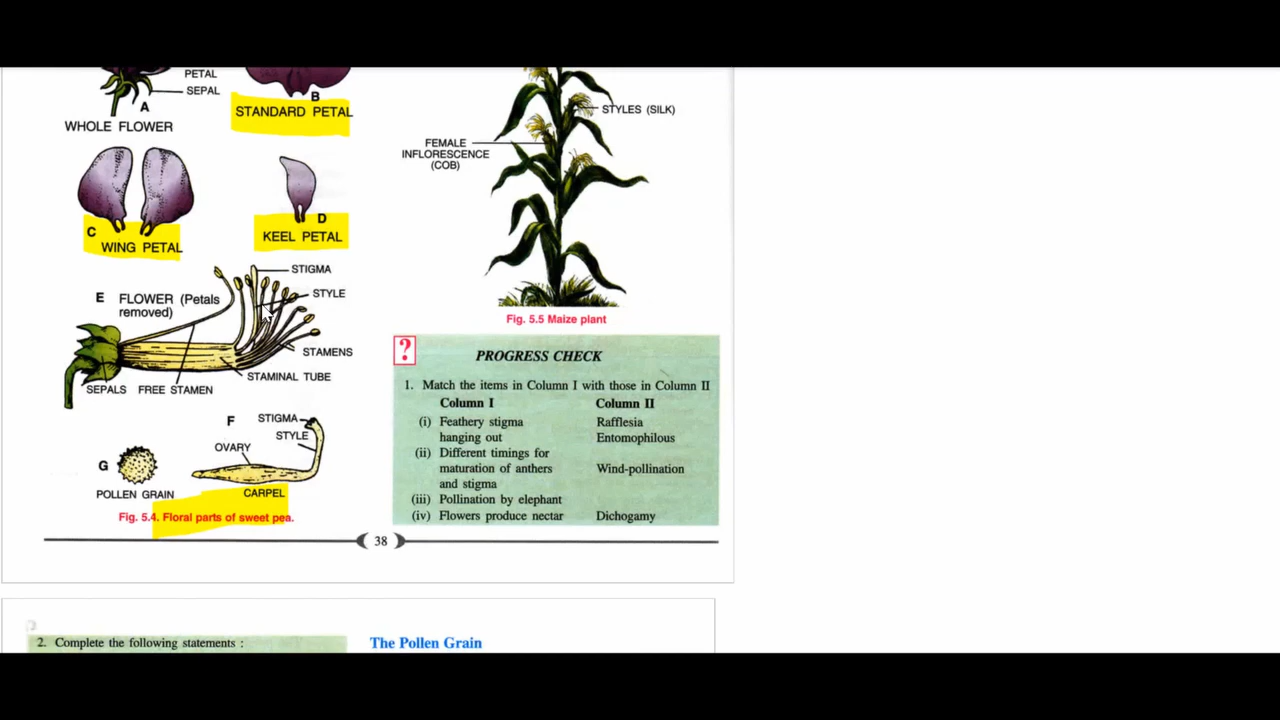 PETAL
SEPAL
A
WHOLE FLOWER
B
STANDARD PETAL
C
WING PETAL
D
KEEL PETAL
E FLOWER (Petals
removed)
STIGMA
STYLE
STAMENS
STAMINAL TUBE
SEPALS FREE STAMEN
F
STIGMA
STYLE
OVARY
G
POLLEN GRAIN
CARPEL
Fig. 5.4. Floral parts of sweet pea.
STYLES (SILK)
FEMALE
INFLORESCENCE
(COB)
Fig. 5.5 Maize plant
?
PROGRESS CHECK
1. Match the items in Column I with those in Column II
Column I Column II
(i) Feathery stigma Rafflesia
hanging out Entomophilous
(ii) Different timings for
maturation of anthers Wind-pollination
and stigma
(iii) Pollination by elephant
(iv) Flowers produce nectar Dichogamy
38
2. Complete the following statements :
The Pollen Grain